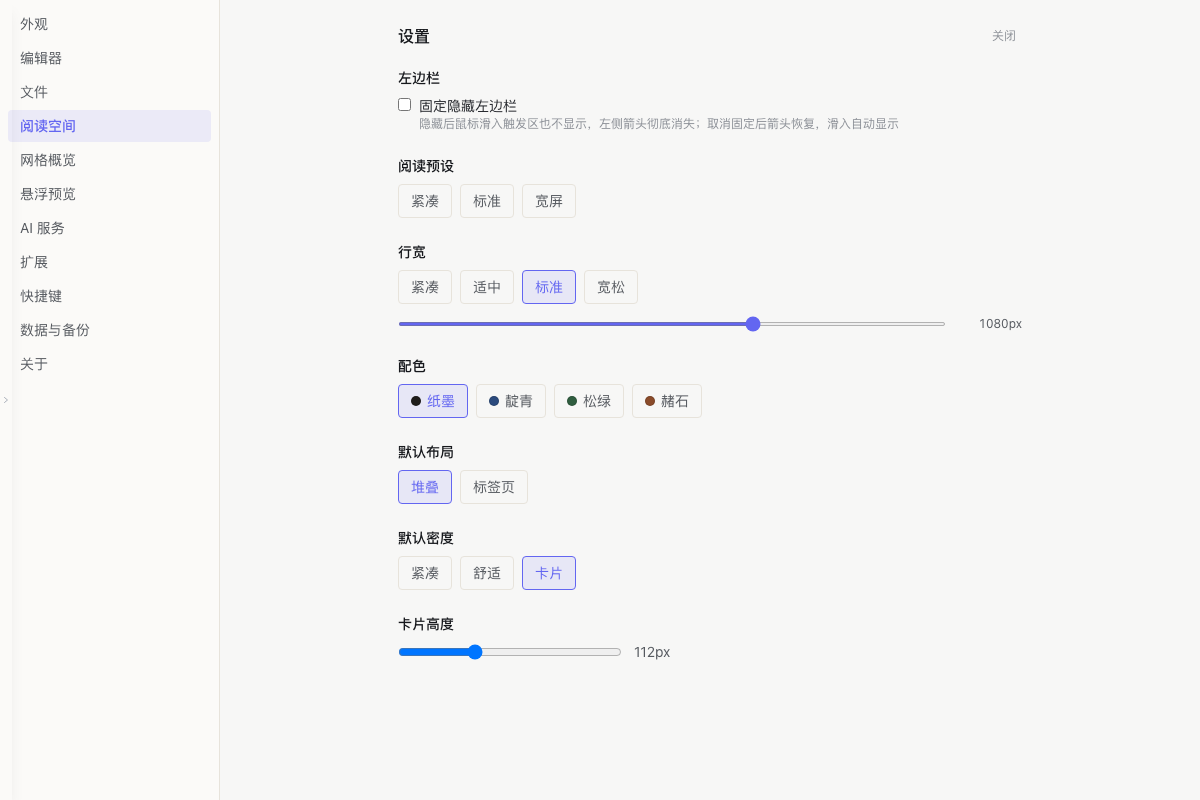 外观
编辑器
文件
阅读空间
网格概览
悬浮预览
AI 服务
扩展
快捷键
数据与备份
关于
设置
关闭
左边栏
固定隐藏左边栏
隐藏后鼠标滑入触发区也不显示，左侧箭头彻底消失；取消固定后箭头恢复，滑入自动显示
阅读预设
紧凑 标准 宽屏
行宽
紧凑 适中 标准 宽松
1080px
配色
纸墨 靛青 松绿 赭石
默认布局
堆叠 标签页
默认密度
紧凑 舒适 卡片
卡片高度
112px